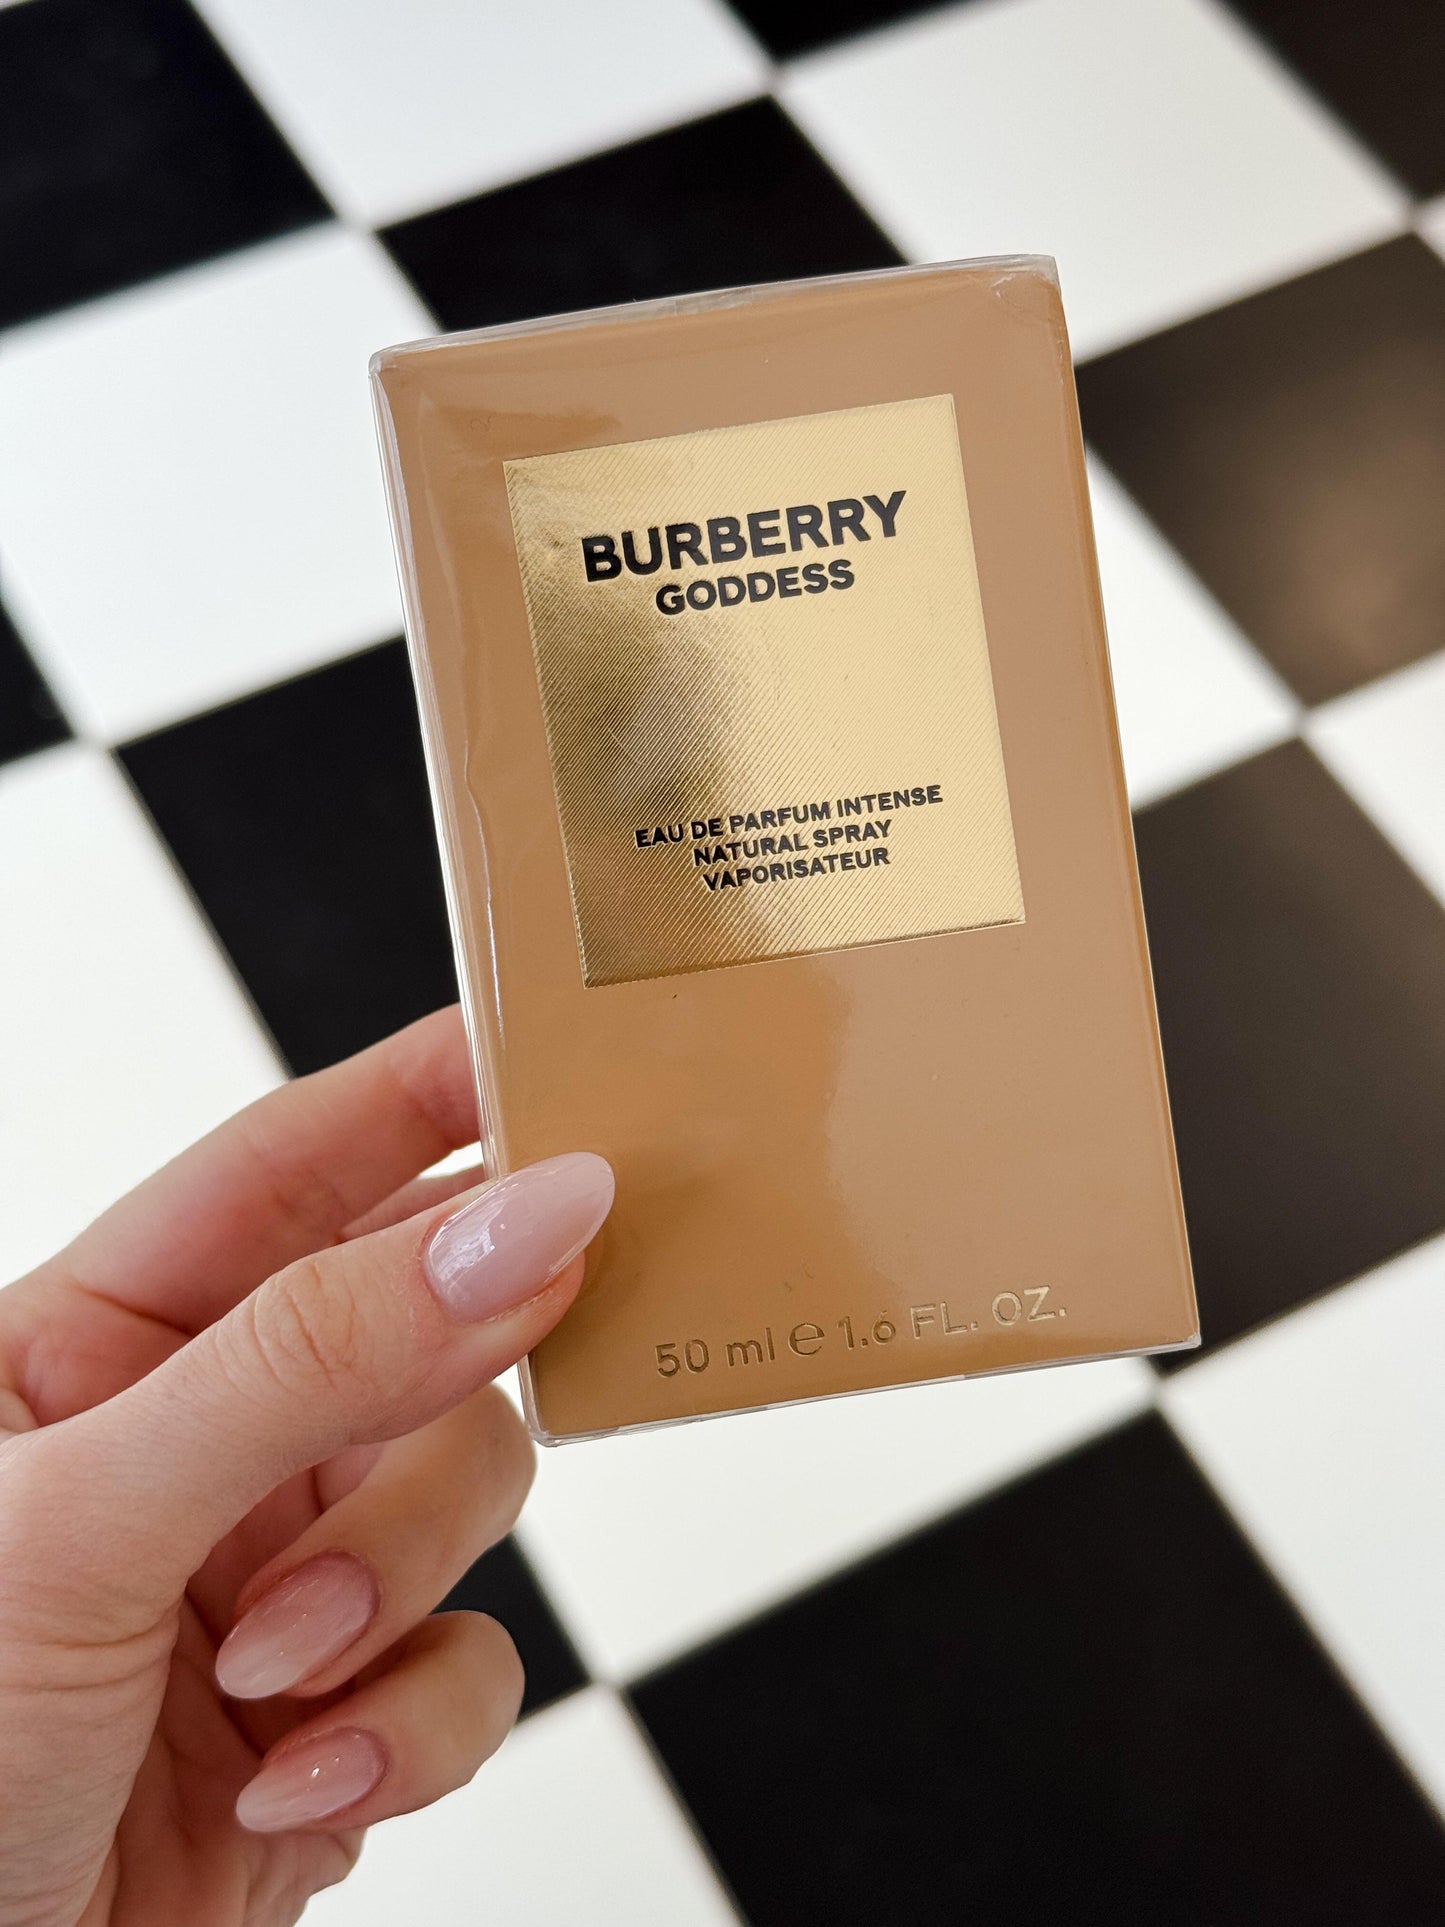 BURBERRY
GODDESS
EAU DE PARFUM INTENSE
NATURAL SPRAY
VAPORISATEUR
50 ml ℮ 1.6 FL. OZ.